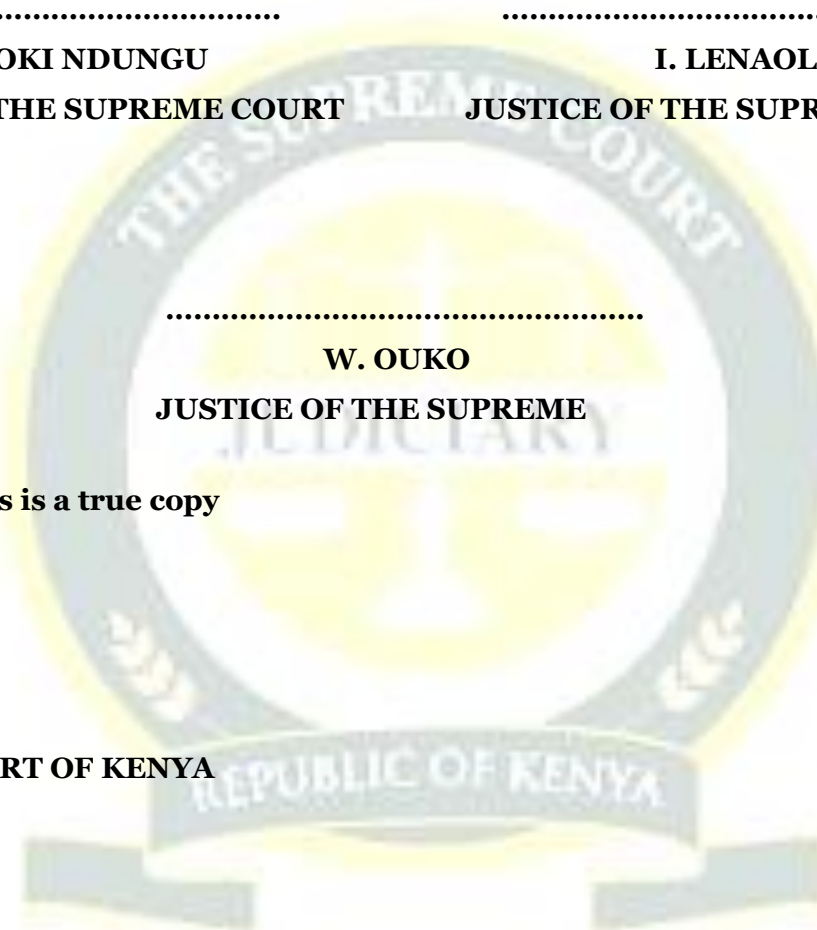 ................................ ................................
OKI NDUNGU I. LENAOL
THE SUPREME COURT JUSTICE OF THE SUPR
THE SUPREME COURT
....................................................
W. OUKO
JUSTICE OF THE SUPREME
JUDICIARY
s is a true copy
RT OF KENYA
REPUBLIC OF KENYA